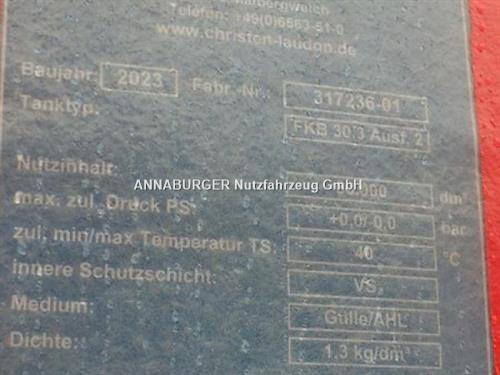 Telefon: +49(0)6563-51-0
www.christen-laudon.de
Baujahr: 2023 Fabr.-Nr.: 317236-01
Tanktyp: FKB 30.3 Ausf. 2
Nutzinhalt: dm³
ANNABURGER Nutzfahrzeug GmbH
max. zul. Druck PS: +0,0/-0,0 bar
zul. min/max Temperatur TS: 40 °C
innere Schutzschicht: VS
Medium: Gülle/AHL
Dichte: 1,3 kg/dm³